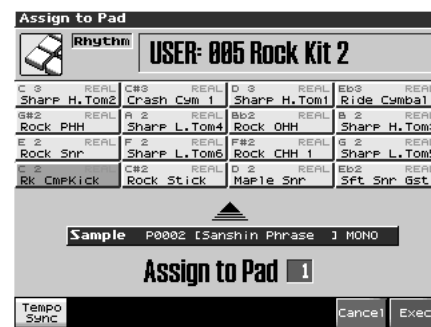 Assign to Pad
Rhythm
USER: 005 Rock Kit 2
C 3 REAL C#3 REAL D 3 REAL Eb3 REAL
Sharp H.Tom2 Crash Cym 1 Sharp H.Tom1 Ride Cymbal
G#2 REAL A 2 REAL Bb2 REAL B 2 REAL
Rock PHH Sharp L.Tom4 Rock OHH Sharp H.Tom
E 2 REAL F 2 REAL F#2 REAL G 2 REAL
Rock Snr Sharp L.Tom6 Rock CHH 1 Sharp L.Tom5
C 2 REAL C#2 REAL D 2 REAL Eb2 REAL
Rk CmpKick Rock Stick Maple Snr Sft Snr Gst
Sample P0002 [Sanshin Phrase ] MONO
Assign to Pad 1
Tempo
Sync
Cancel Exec